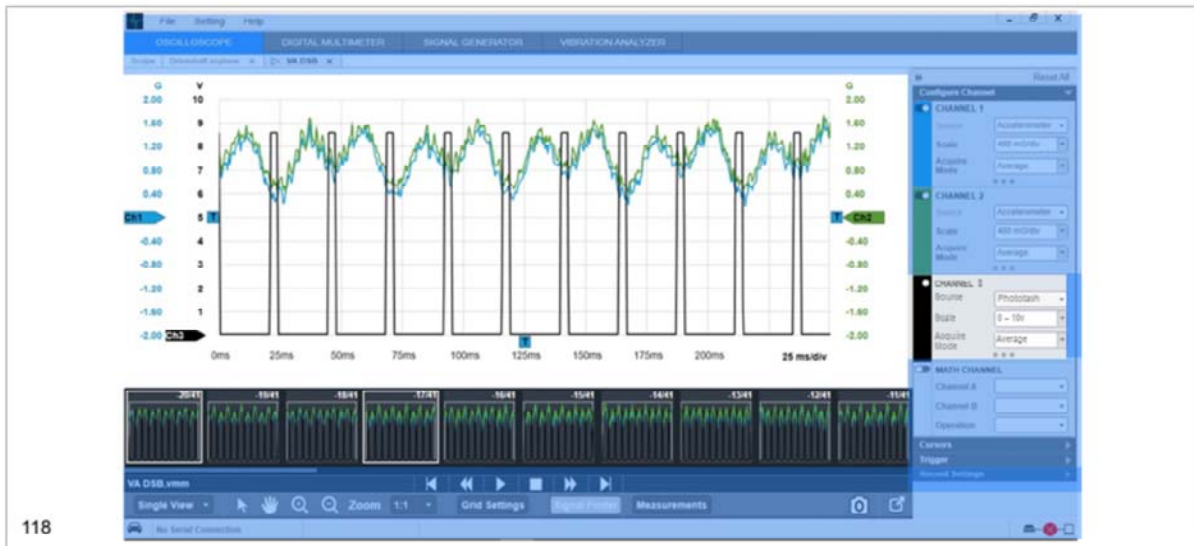 File Setting Help
OSCILLOSCOPE DIGITAL MULTIMETER SIGNAL GENERATOR VIBRATION ANALYZER
Scope Driveshaft VA DSB
Reset All
Configure Channel
CHANNEL 1
Source Accelerometer
Scale 400 mG/div
Acquire Mode Average
CHANNEL 2
Source Accelerometer
Scale 400 mG/div
Acquire Mode Average
CHANNEL 3
Source Phototach
Scale 0 – 10v
Acquire Mode Average
MATH CHANNEL
Channel A
Channel B
Operation
Cursors
Trigger
Record Settings
G V G
2.00 10 2.00
1.60 9 1.60
1.20 8 1.20
0.80 7 0.80
0.40 6 0.40
Ch1 5 T T Ch2
-0.40 4 -0.40
-0.80 3 -0.80
-1.20 2 -1.20
-1.60 1 -1.60
-2.00 Ch3 -2.00
T
0ms 25ms 50ms 75ms 100ms 125ms 150ms 175ms 200ms 25 ms/div
-20/41 -19/41 -18/41 -17/41 -16/41 -15/41 -14/41 -13/41 -12/41 -11/41
VA DSB.vmm
Single View Zoom 1:1 Grid Settings Signal Finder Measurements
No Serial Connection
118